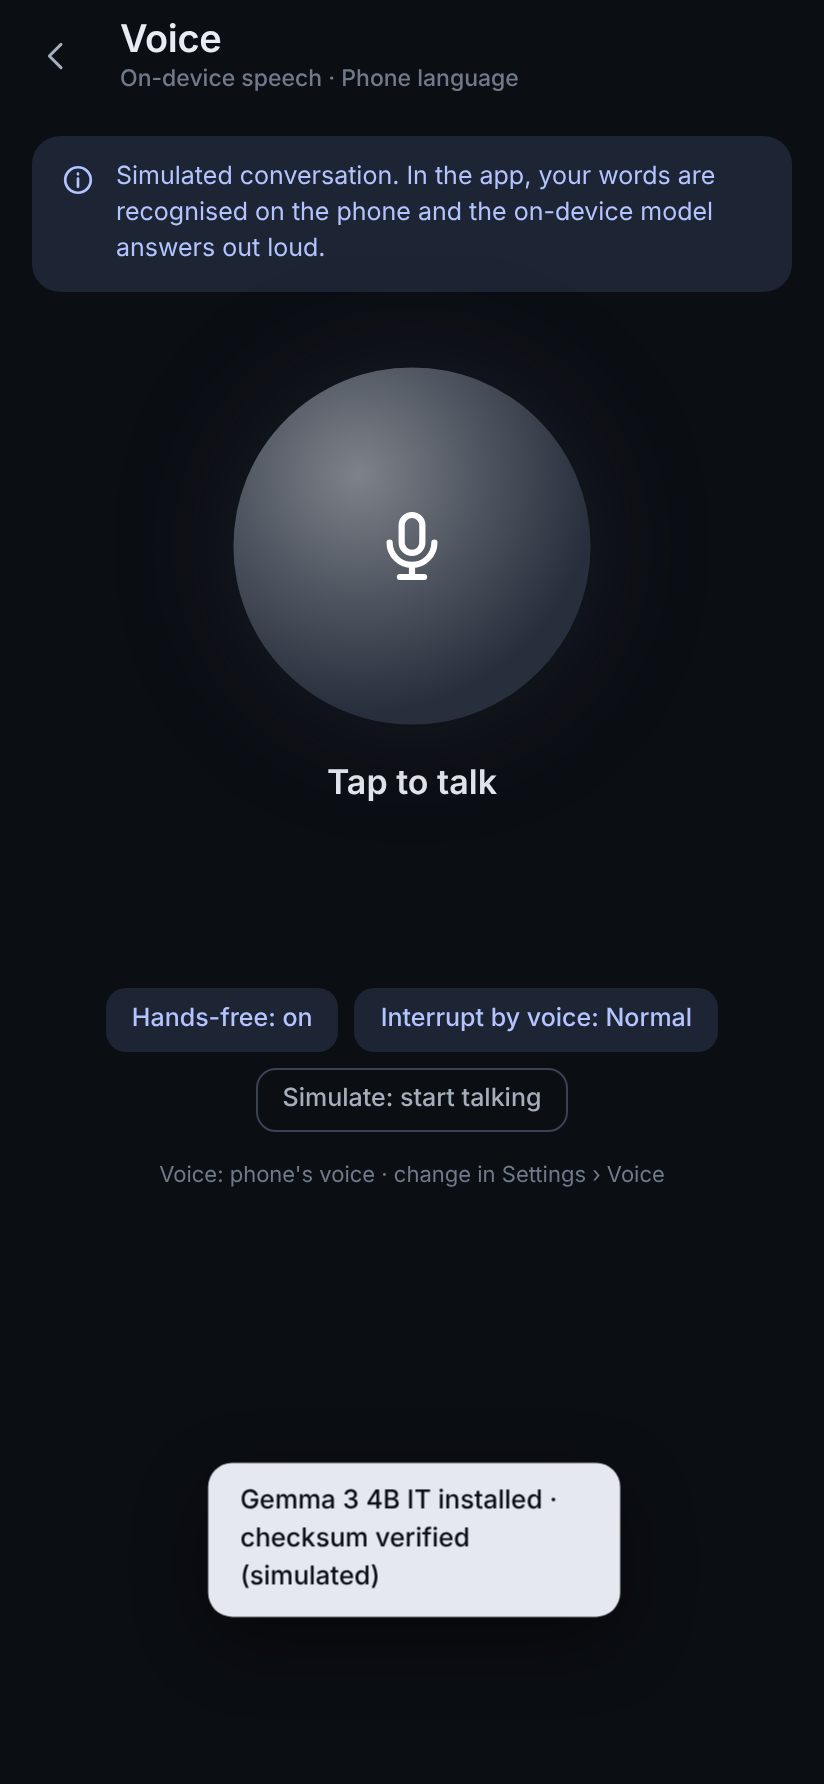 Voice
On-device speech · Phone language
Simulated conversation. In the app, your words are
recognised on the phone and the on-device model
answers out loud.
Tap to talk
Hands-free: on
Interrupt by voice: Normal
Simulate: start talking
Voice: phone's voice · change in Settings › Voice
Gemma 3 4B IT installed ·
checksum verified
(simulated)